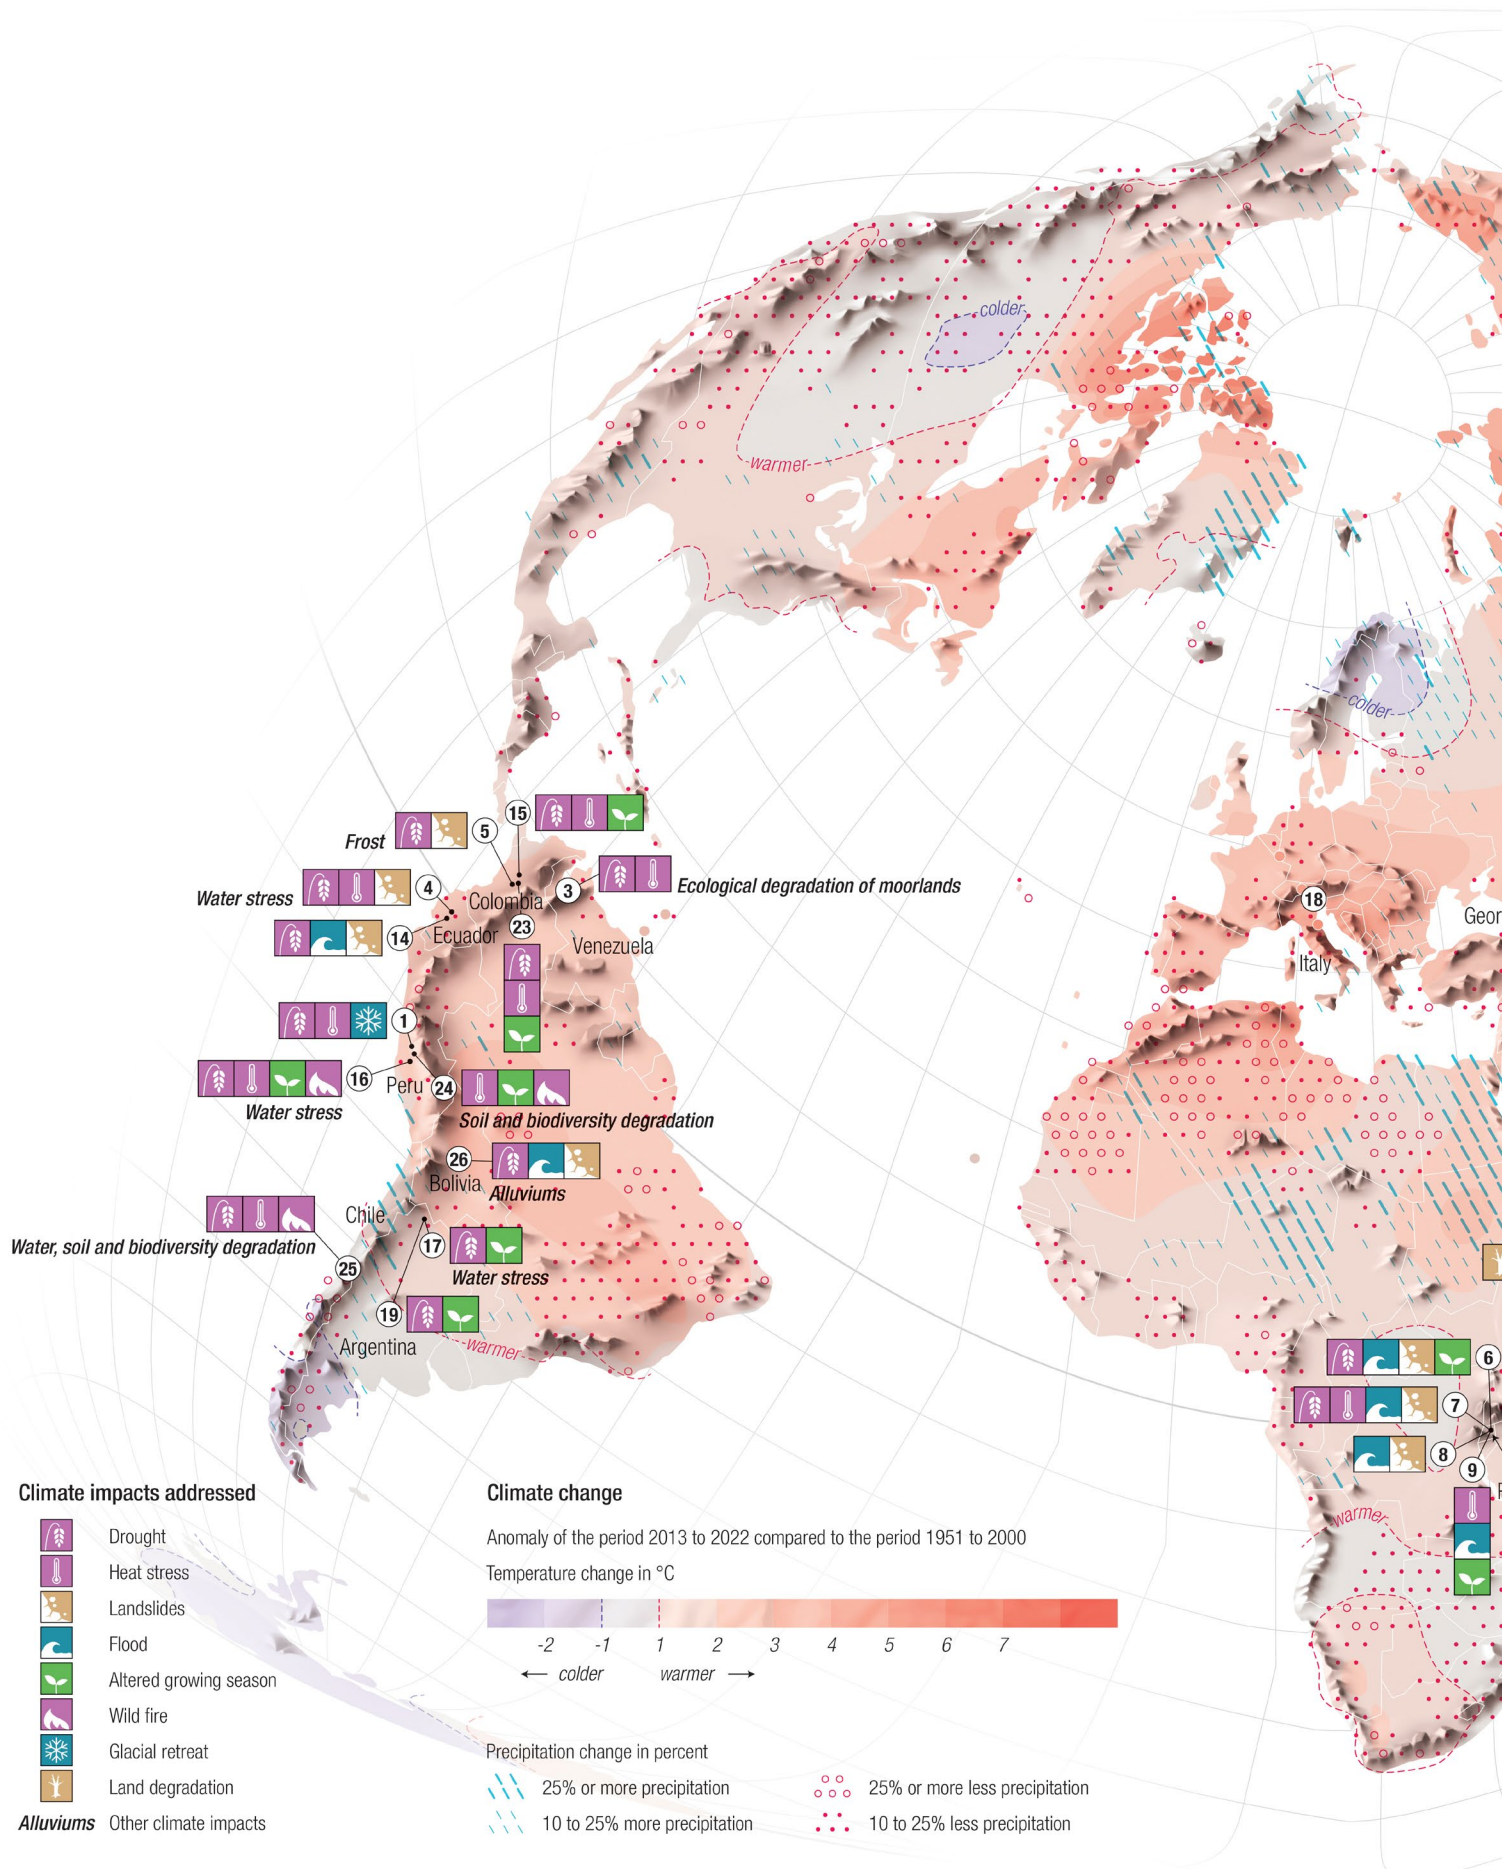 colder
warmer
colder
15
5
Frost
3
Ecological degradation of moorlands
4
Water stress
Colombia
18
23
14
Ecuador
Geor
Venezuela
Italy
1
16
Peru
24
Water stress
Soil and biodiversity degradation
26
Bolivia
Alluviums
Chile
17
Water, soil and biodiversity degradation
25
Water stress
19
Argentina
warmer
6
7
8
9
warmer
Climate impacts addressed
Drought
Heat stress
Landslides
Flood
Altered growing season
Wild fire
Glacial retreat
Land degradation
Alluviums Other climate impacts
Climate change
Anomaly of the period 2013 to 2022 compared to the period 1951 to 2000
Temperature change in °C
-2 -1 1 2 3 4 5 6 7
← colder warmer →
Precipitation change in percent
25% or more precipitation
25% or more less precipitation
10 to 25% more precipitation
10 to 25% less precipitation